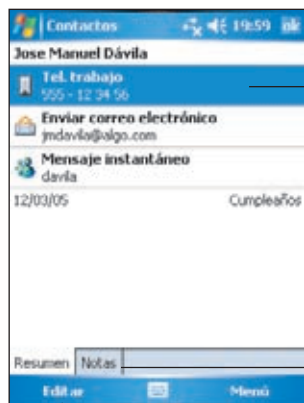 Contactos 19:59 ok
Jose Manuel Dávila
Tel. trabajo
555 - 12 34 56
Enviar correo electrónico
jmdavila@algo.com
Mensaje instantáneo
davila
12/03/05 Cumpleaños
Resumen Notas
Editar Menú